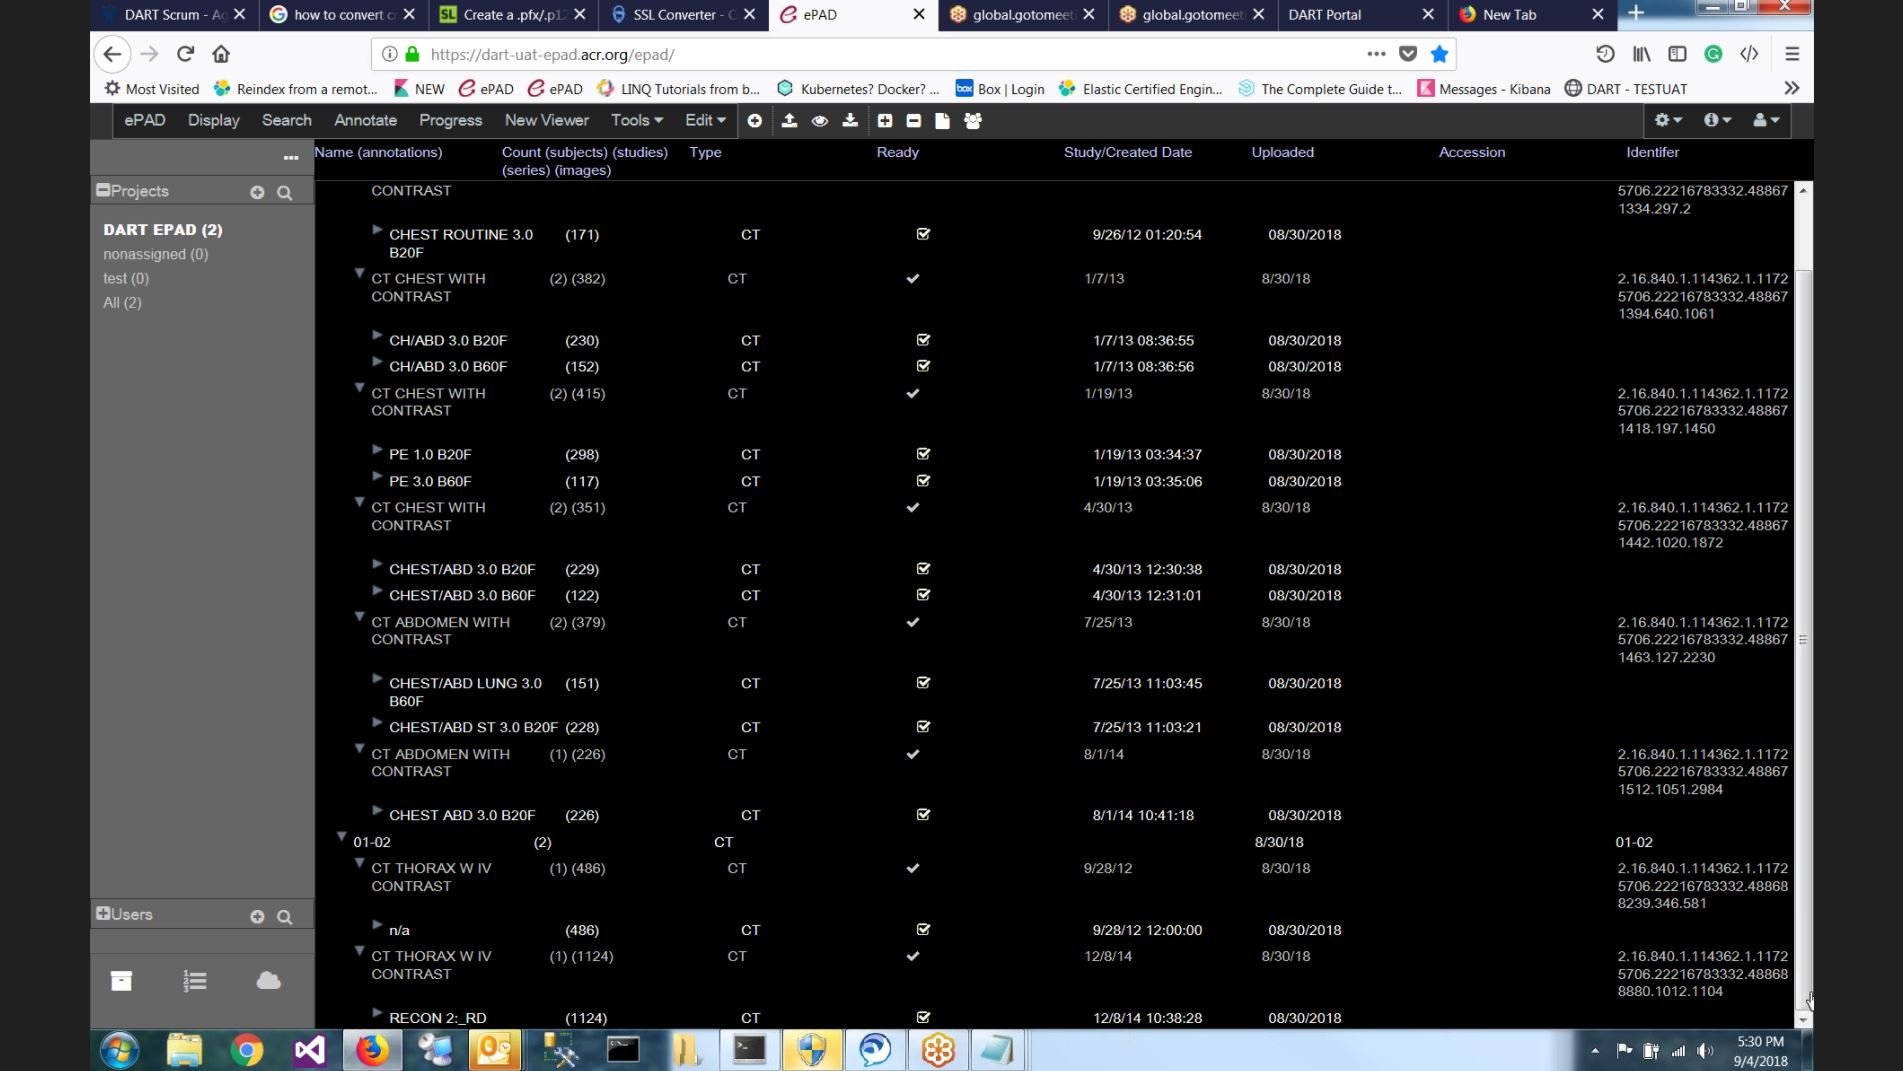 DART Scrum - Ag
how to convert c
SL Create a .pfx/.p12
SSL Converter - C
ePAD
global.gotomeeti
global.gotomeeti
DART Portal
New Tab
https://dart-uat-epad.acr.org/epad/
Most Visited
Reindex from a remot...
NEW
ePAD
ePAD
LINQ Tutorials from b...
Kubernetes? Docker? ...
box Box | Login
Elastic Certified Engin...
The Complete Guide t...
Messages - Kibana
DART - TESTUAT
ePAD Display Search Annotate Progress New Viewer Tools Edit
Name (annotations) Count (subjects) (studies) Type Ready Study/Created Date Uploaded Accession Identifer
(series) (images)
Projects
DART EPAD (2)
nonassigned (0)
test (0)
All (2)
Users
CONTRAST 5706.22216783332.48867
1334.297.2
CHEST ROUTINE 3.0 (171) CT 9/26/12 01:20:54 08/30/2018
B20F
CT CHEST WITH (2) (382) CT 1/7/13 8/30/18 2.16.840.1.114362.1.1172
CONTRAST 5706.22216783332.48867
1394.640.1061
CH/ABD 3.0 B20F (230) CT 1/7/13 08:36:55 08/30/2018
CH/ABD 3.0 B60F (152) CT 1/7/13 08:36:56 08/30/2018
CT CHEST WITH (2) (415) CT 1/19/13 8/30/18 2.16.840.1.114362.1.1172
CONTRAST 5706.22216783332.48867
1418.197.1450
PE 1.0 B20F (298) CT 1/19/13 03:34:37 08/30/2018
PE 3.0 B60F (117) CT 1/19/13 03:35:06 08/30/2018
CT CHEST WITH (2) (351) CT 4/30/13 8/30/18 2.16.840.1.114362.1.1172
CONTRAST 5706.22216783332.48867
1442.1020.1872
CHEST/ABD 3.0 B20F (229) CT 4/30/13 12:30:38 08/30/2018
CHEST/ABD 3.0 B60F (122) CT 4/30/13 12:31:01 08/30/2018
CT ABDOMEN WITH (2) (379) CT 7/25/13 8/30/18 2.16.840.1.114362.1.1172
CONTRAST 5706.22216783332.48867
1463.127.2230
CHEST/ABD LUNG 3.0 (151) CT 7/25/13 11:03:45 08/30/2018
B60F
CHEST/ABD ST 3.0 B20F (228) CT 7/25/13 11:03:21 08/30/2018
CT ABDOMEN WITH (1) (226) CT 8/1/14 8/30/18 2.16.840.1.114362.1.1172
CONTRAST 5706.22216783332.48867
1512.1051.2984
CHEST ABD 3.0 B20F (226) CT 8/1/14 10:41:18 08/30/2018
01-02 (2) CT 8/30/18 01-02
CT THORAX W IV (1) (486) CT 9/28/12 8/30/18 2.16.840.1.114362.1.1172
CONTRAST 5706.22216783332.48868
8239.346.581
n/a (486) CT 9/28/12 12:00:00 08/30/2018
CT THORAX W IV (1) (1124) CT 12/8/14 8/30/18 2.16.840.1.114362.1.1172
CONTRAST 5706.22216783332.48868
8880.1012.1104
RECON 2:_RD (1124) CT 12/8/14 10:38:28 08/30/2018
5:30 PM
9/4/2018